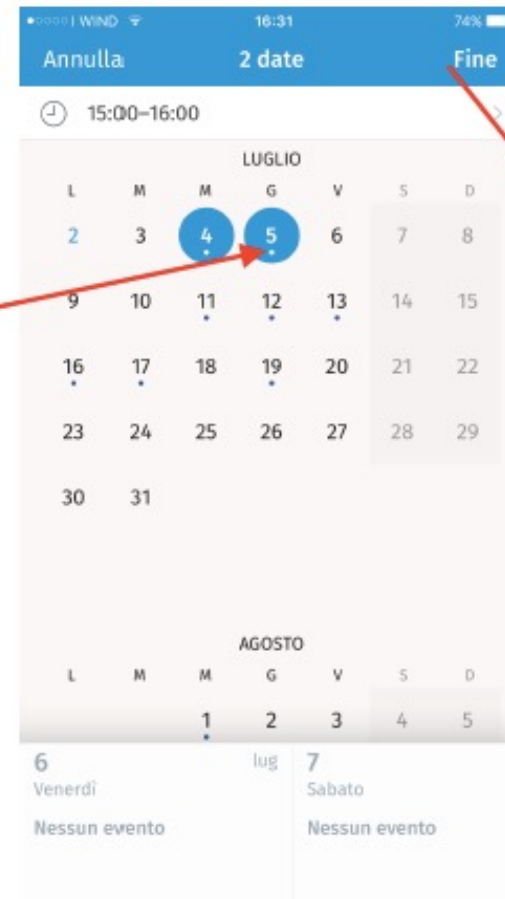 WIND 16:31 74%
Annulla 2 date Fine
15:00–16:00
LUGLIO
L M M G V S D
2 3 4 5 6 7 8
9 10 11 12 13 14 15
16 17 18 19 20 21 22
23 24 25 26 27 28 29
30 31
AGOSTO
L M M G V S D
1 2 3 4 5
6 lug 7
Venerdì Sabato
Nessun evento Nessun evento